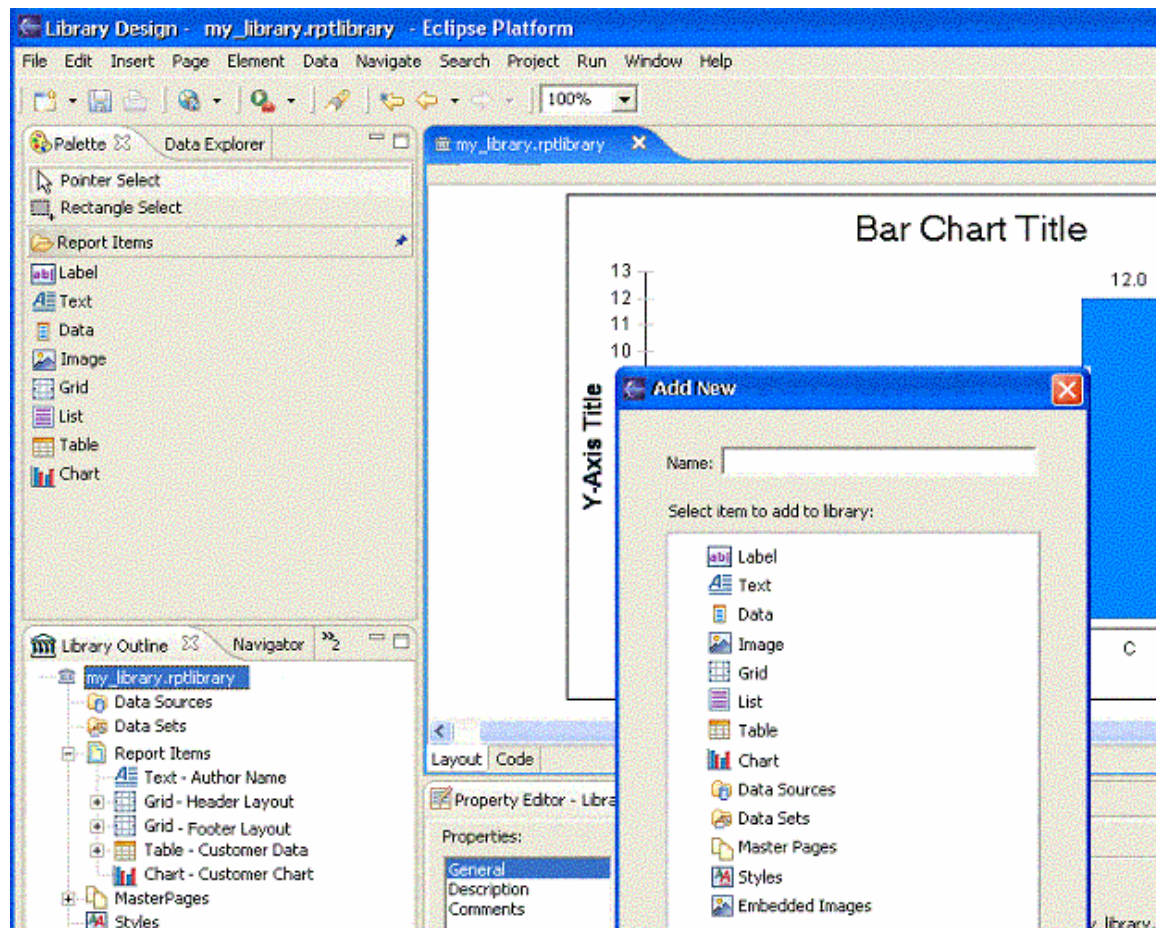 Library Design - my_library.rptlibrary - Eclipse Platform
File Edit Insert Page Element Data Navigate Search Project Run Window Help
100%
Palette
Data Explorer
Pointer Select
Rectangle Select
Report Items
Label
Text
Data
Image
Grid
List
Table
Chart
Library Outline
Navigator
»2
my_library.rptlibrary
Data Sources
Data Sets
Report Items
Text - Author Name
Grid - Header Layout
Grid - Footer Layout
Table - Customer Data
Chart - Customer Chart
MasterPages
Styles
my_library.rptlibrary
Bar Chart Title
13
12
11
10
12.0
Y-Axis Title
C
Layout
Code
Property Editor - Libra
Properties:
General
Description
Comments
Add New
Name:
Select item to add to library:
Label
Text
Data
Image
Grid
List
Table
Chart
Data Sources
Data Sets
Master Pages
Styles
Embedded Images